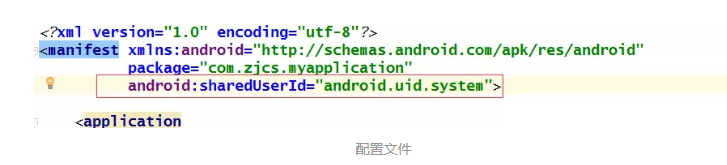 <?xml version="1.0" encoding="utf-8"?>
<manifest xmlns:android="http://schemas.android.com/apk/res/android"
package="com.zjcs.myapplication"
android:sharedUserId="android.uid.system">
<application
配置文件